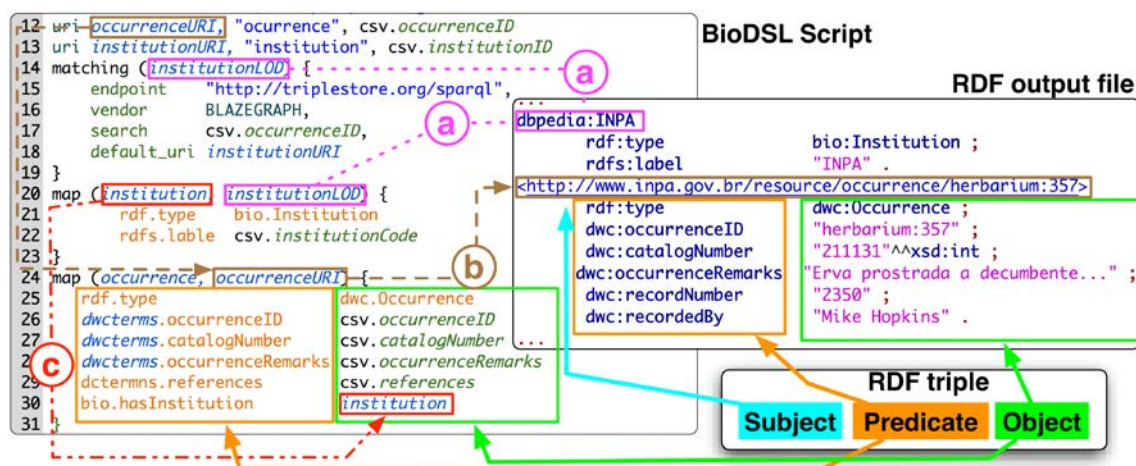 BioDSL Script
12 uri occurrenceURI, "ocurrence", csv.occurrenceID
13 uri institutionURI, "institution", csv.institutionID
14 matching (institutionLOD) {
15 endpoint "http://triplestore.org/sparql",
16 vendor BLAZEGRAPH,
17 search csv.occurrenceID,
18 default_uri institutionURI
19 }
20 map (institution, institutionLOD) {
21 rdf.type bio.Institution
22 rdfs.lable csv.institutionCode
23 }
24 map (occurrence, occurrenceURI) {
25 rdf.type dwc.Occurrence
26 dwcterms.occurrenceID csv.occurrenceID
27 dwcterms.catalogNumber csv.catalogNumber
2 dwcterms.occurrenceRemarks csv.occurrenceRemarks
29 dctermns.references csv.references
30 bio.hasInstitution institution
31 }
a
a
b
c
RDF output file
...
dbpedia:INPA
rdf:type bio:Institution ;
rdfs:label "INPA" .
<http://www.inpa.gov.br/resource/occurrence/herbarium:357>
rdf:type dwc:Occurrence ;
dwc:occurrenceID "herbarium:357" ;
dwc:catalogNumber "211131"^^xsd:int ;
dwc:occurrenceRemarks "Erva prostrada a decumbente..." ;
dwc:recordNumber "2350" ;
dwc:recordedBy "Mike Hopkins" .
...
RDF triple
Subject Predicate Object